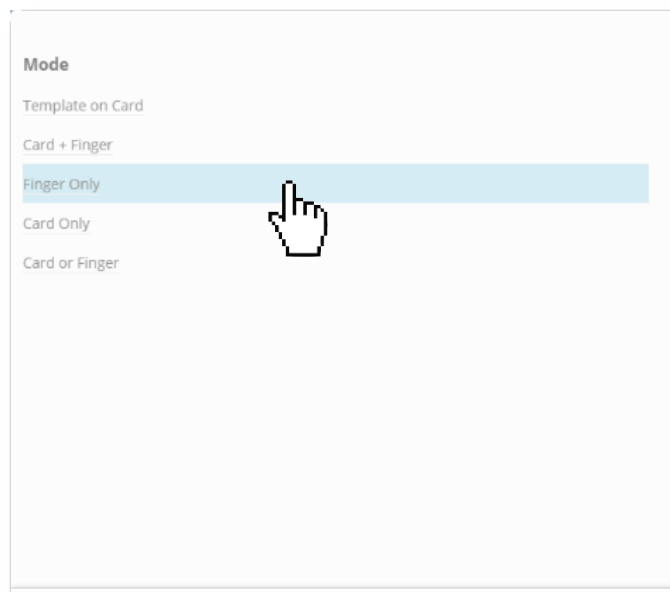 Mode
Template on Card
Card + Finger
Finger Only
Card Only
Card or Finger